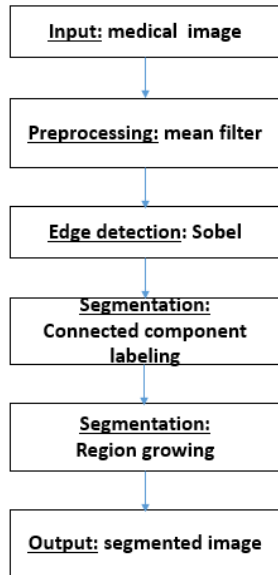 Input: medical image
Preprocessing: mean filter
Edge detection: Sobel
Segmentation:
Connected component
labeling
Segmentation:
Region growing
Output: segmented image